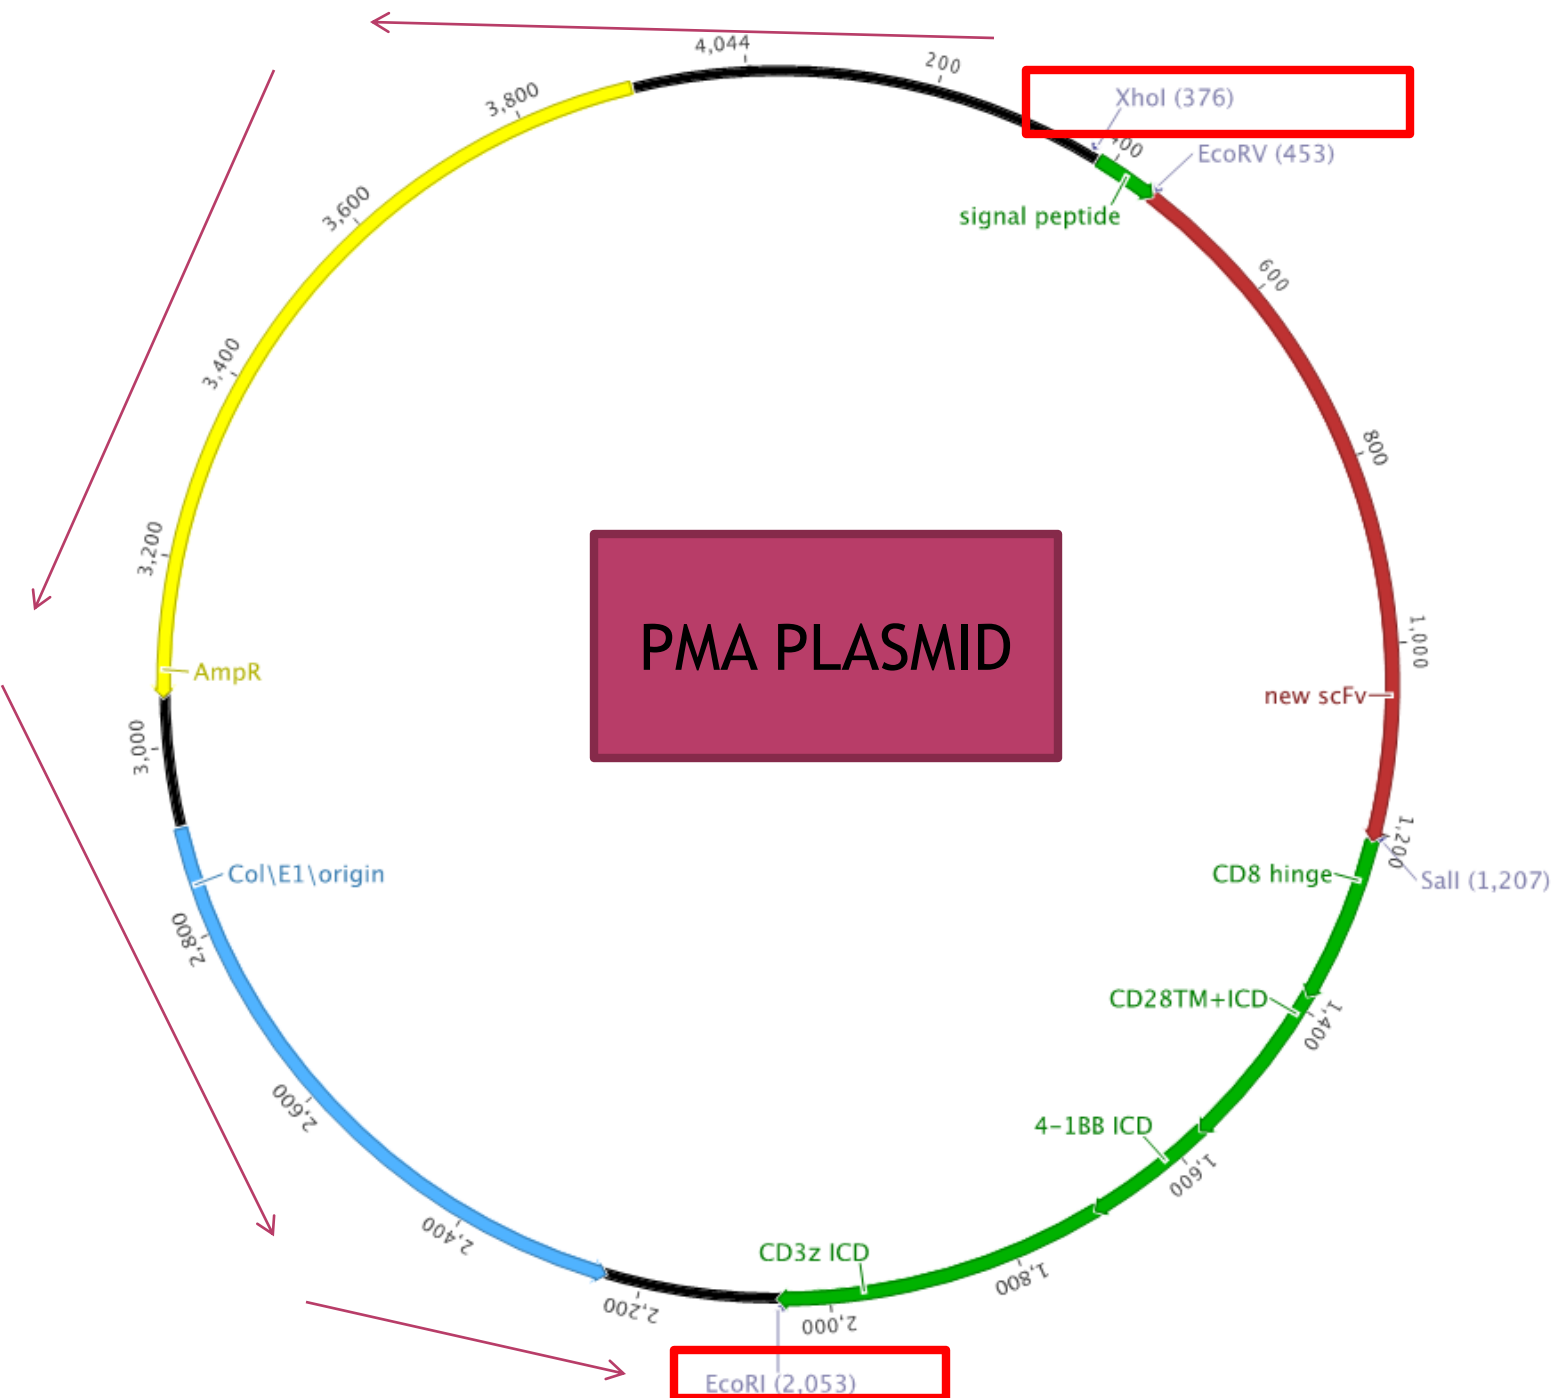 4,044
200
XhoI (376)
400
EcoRV (453)
signal peptide
3,800
3,600
600
3,400
800
3,200
PMA PLASMID
1,000
AmpR
new scFv
3,000
1,200
Col\E1\origin
CD8 hinge
SalI (1,207)
2,800
CD28TM+ICD
1,400
2,600
4-1BB ICD
1,600
2,400
CD3z ICD
1,800
2,200
2,000
EcoRI (2,053)